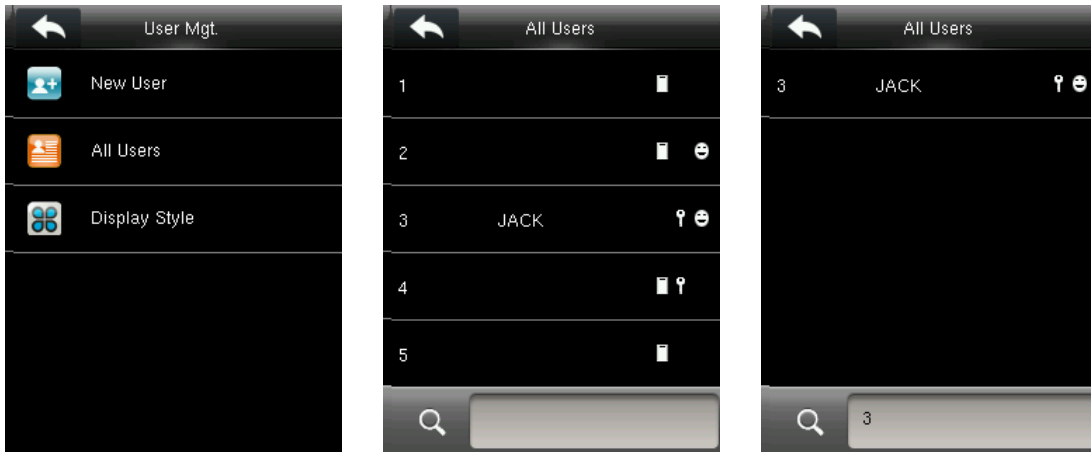 User Mgt.
New User
All Users
Display Style
All Users
1
2
3 JACK
4
5
All Users
3 JACK
3